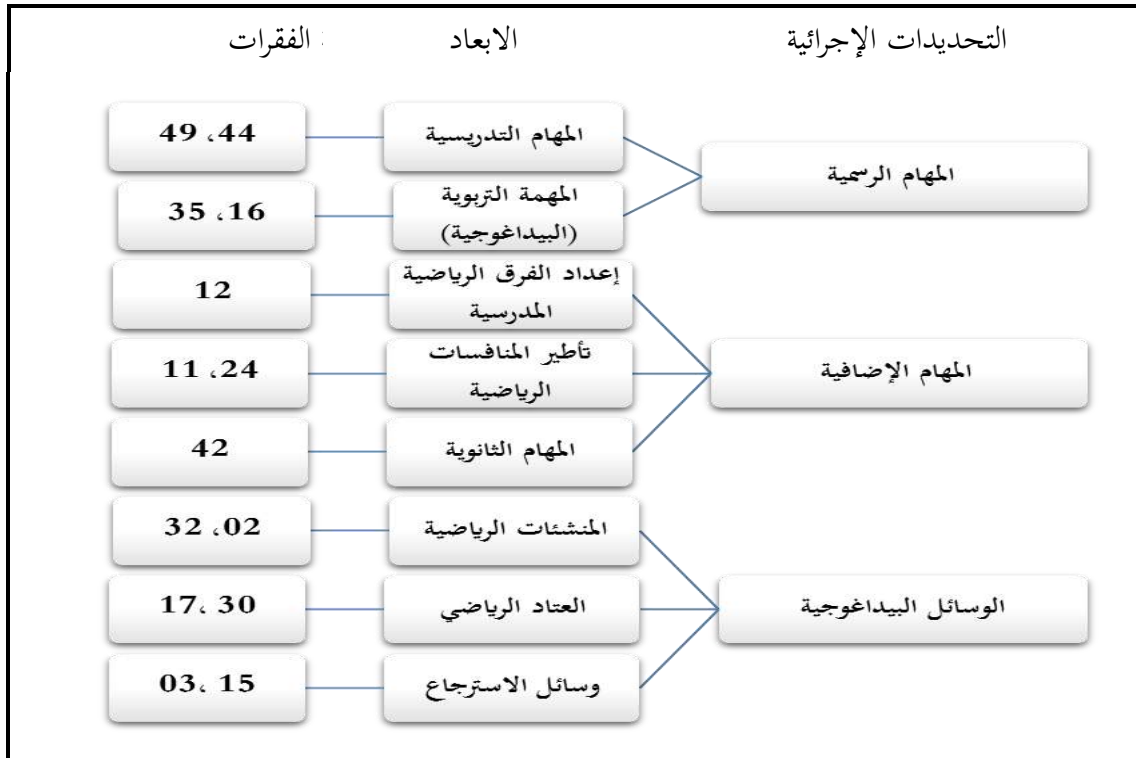 التحديدات الإجرائية
الابعاد
: الفقرات
المهام الرسمية
المهام التدريسية
49 ،44
المهمة التربوية
(البيداغوجية)
35 ،16
المهام الإضافية
إعداد الفرق الرياضية
المدرسية
12
تأطير المنافسات
الرياضية
11 ،24
المهام الثانوية
42
الوسائل البيداغوجية
المنشئات الرياضية
32 ،02
العتاد الرياضي
17، 30
وسائل الاسترجاع
03، 15